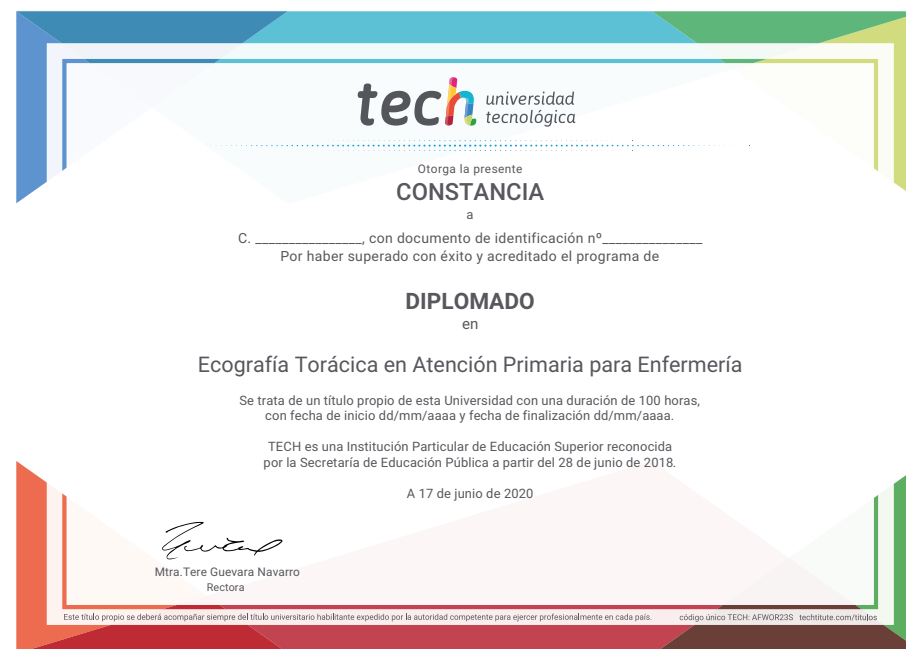 tech universidad
tecnológica
Otorga la presente
CONSTANCIA
a
C. ________________, con documento de identificación nº_______________
Por haber superado con éxito y acreditado el programa de
DIPLOMADO
en
Ecografía Torácica en Atención Primaria para Enfermería
Se trata de un título propio de esta Universidad con una duración de 100 horas,
con fecha de inicio dd/mm/aaaa y fecha de finalización dd/mm/aaaa.
TECH es una Institución Particular de Educación Superior reconocida
por la Secretaría de Educación Pública a partir del 28 de junio de 2018.
A 17 de junio de 2020
Mtra.Tere Guevara Navarro
Rectora
Este título propio se deberá acompañar siempre del título universitario habilitante expedido por la autoridad competente para ejercer profesionalmente en cada país. código único TECH: AFWOR23S techtitute.com/titulos